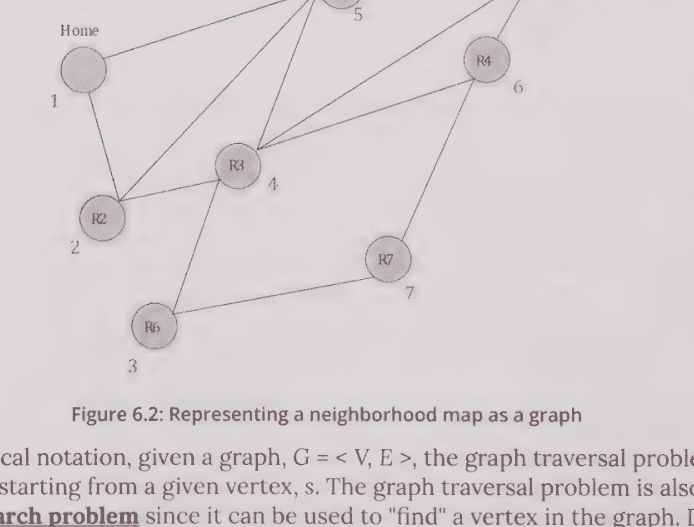 5
Home
R4
1
6
R3
4
R2
2
R7
7
R6
3
Figure 6.2: Representing a neighborhood map as a graph
cal notation, given a graph, G = < V, E >, the graph traversal proble
starting from a given vertex, s. The graph traversal problem is also
arch problem since it can be used to "find" a vertex in the graph.